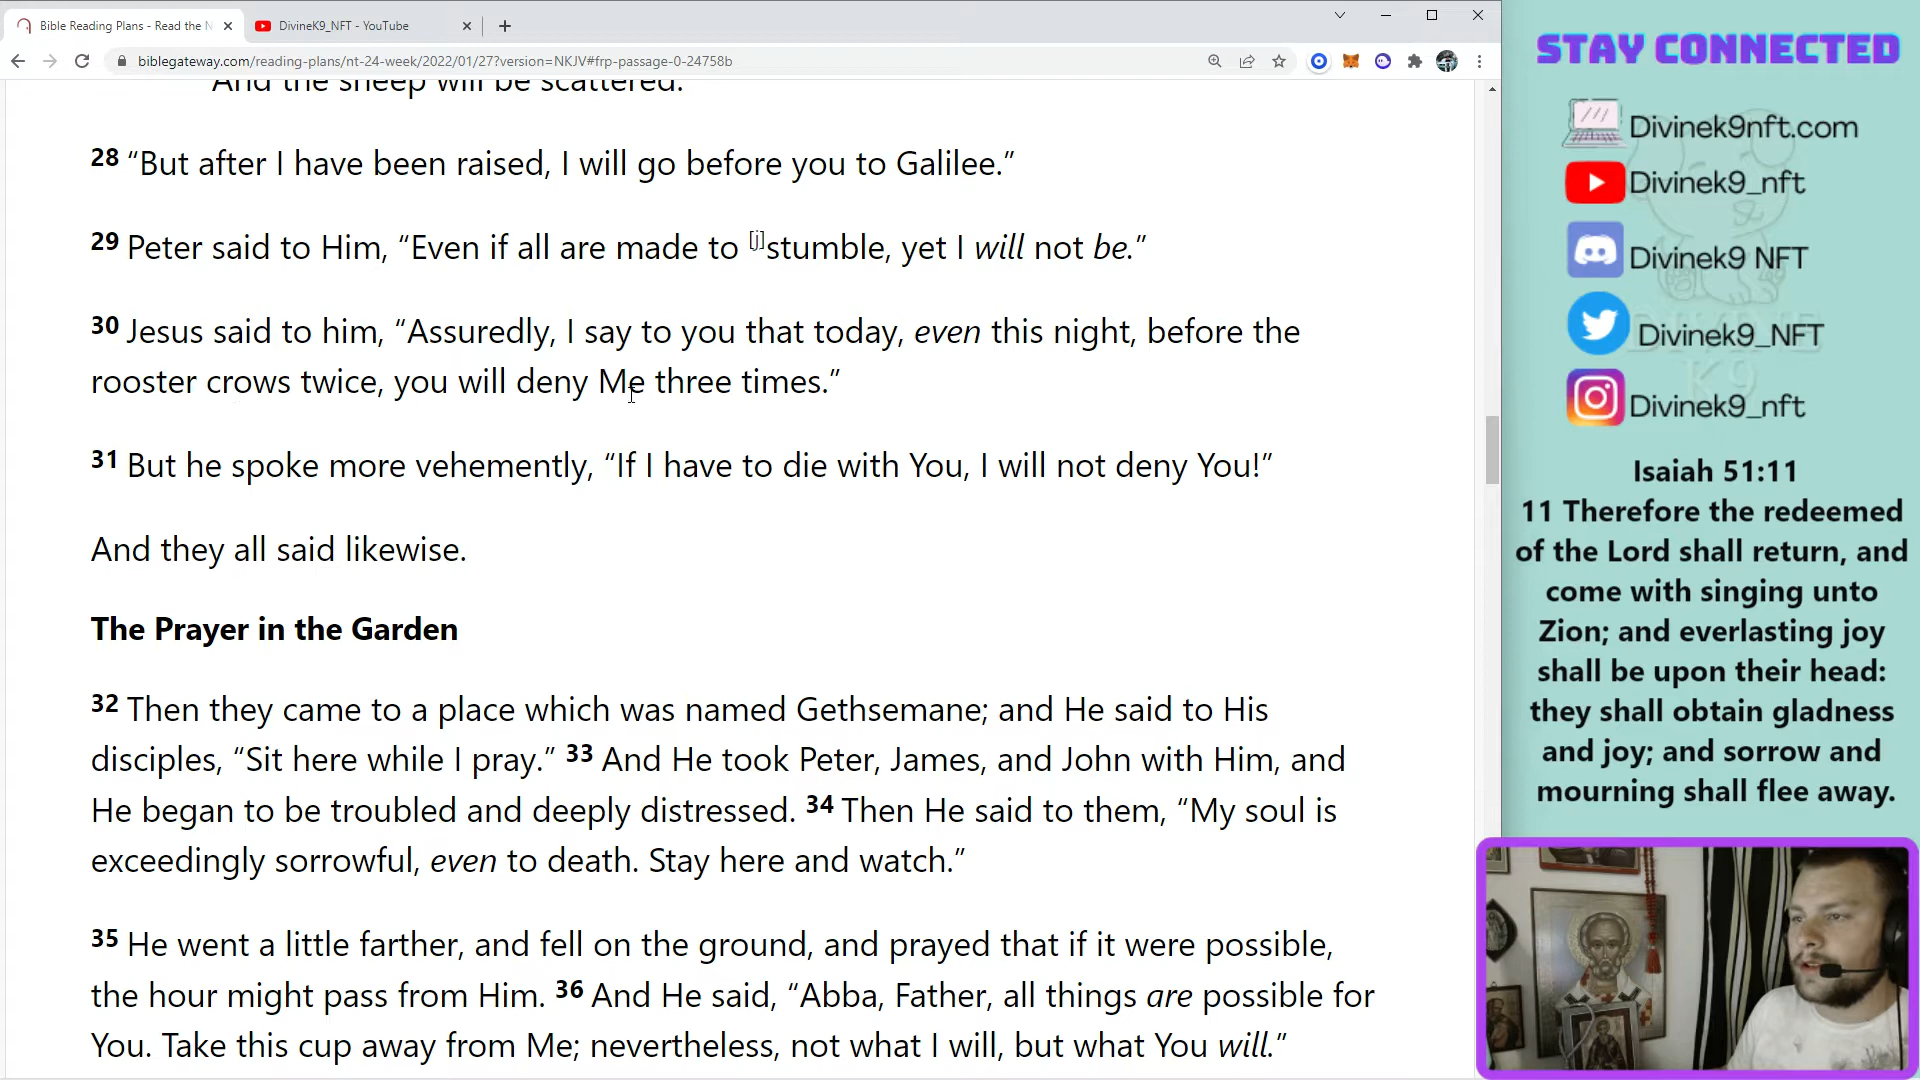 Bible Reading Plans - Read the N
DivineK9_NFT - YouTube
biblegateway.com/reading-plans/nt-24-week/2022/01/27?version=NKJV#frp-passage-0-24758b
And the sheep will be scattered.’
28 “But after I have been raised, I will go before you to Galilee.”
29 Peter said to Him, “Even if all are made to [j]stumble, yet I will not be.”
30 Jesus said to him, “Assuredly, I say to you that today, even this night, before the
rooster crows twice, you will deny Me three times.”
31 But he spoke more vehemently, “If I have to die with You, I will not deny You!”
And they all said likewise.
The Prayer in the Garden
32 Then they came to a place which was named Gethsemane; and He said to His
disciples, “Sit here while I pray.” 33 And He took Peter, James, and John with Him, and
He began to be troubled and deeply distressed. 34 Then He said to them, “My soul is
exceedingly sorrowful, even to death. Stay here and watch.”
35 He went a little farther, and fell on the ground, and prayed that if it were possible,
the hour might pass from Him. 36 And He said, “Abba, Father, all things are possible for
You. Take this cup away from Me; nevertheless, not what I will, but what You will.”
STAY CONNECTED
Divinek9nft.com
Divinek9_nft
Divinek9 NFT
Divinek9_NFT
Divinek9_nft
DIVINE
K9
Isaiah 51:11
11 Therefore the redeemed
of the Lord shall return, and
come with singing unto
Zion; and everlasting joy
shall be upon their head:
they shall obtain gladness
and joy; and sorrow and
mourning shall flee away.